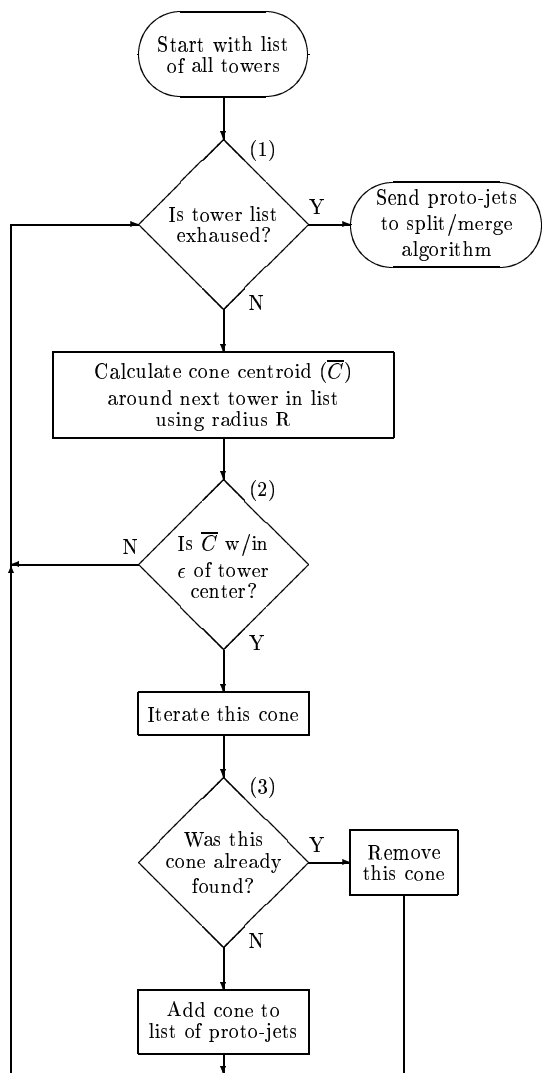 Start with list
of all towers
(1)
Is tower list
exhaused?
Y
Send proto-jets
to split/merge
algorithm
N
Calculate cone centroid (C̅)
around next tower in list
using radius R
(2)
N
Is C̅ w/in
ϵ of tower
center?
Y
Iterate this cone
(3)
Was this
cone already
found?
Y
Remove
this cone
N
Add cone to
list of proto-jets